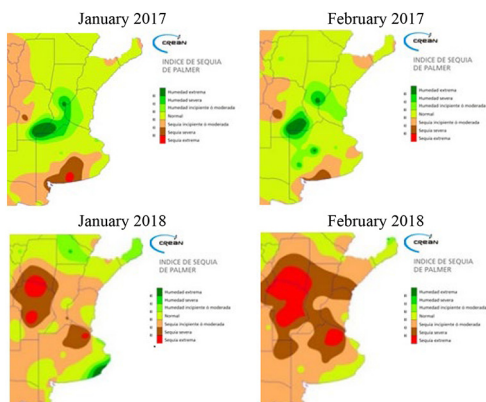 January 2017
February 2017
CREAN
INDICE DE SEQUIA
DE PALMER
Humedad extrema
Humedad severa
Humedad incipiente ò moderada
Normal
Sequia incipiente ò moderada
Sequia severa
Sequia extrema
CREAN
INDICE DE SEQUIA
DE PALMER
Humedad extrema
Humedad severa
Humedad incipiente ò moderada
Normal
Sequia incipiente ò moderada
Sequia severa
Sequia extrema
January 2018
February 2018
CREAN
INDICE DE SEQUIA
DE PALMER
Humedad extrema
Humedad severa
Humedad incipiente ò moderada
Normal
Sequia incipiente ò moderada
Sequia severa
Sequia extrema
CREAN
INDICE DE SEQUIA
DE PALMER
Humedad extrema
Humedad severa
Humedad incipiente ò moderada
Normal
Sequia incipiente ò moderada
Sequia severa
Sequia extrema